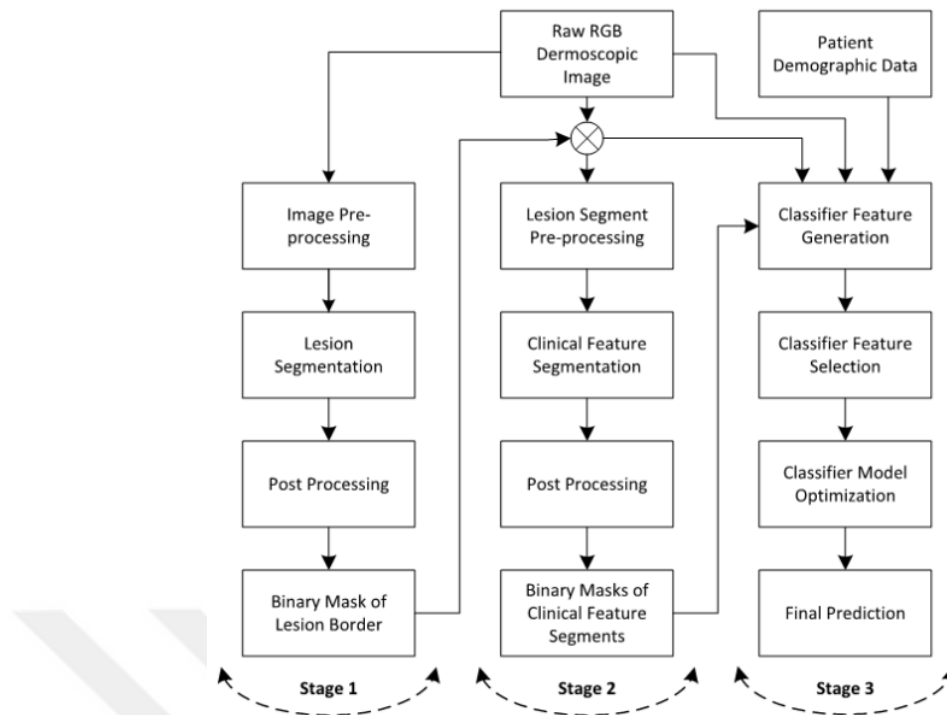 Raw RGB
Dermoscopic
Image
Patient
Demographic Data
Image Pre-
processing
Lesion Segment
Pre-processing
Classifier Feature
Generation
Lesion
Segmentation
Clinical Feature
Segmentation
Classifier Feature
Selection
Post Processing
Post Processing
Classifier Model
Optimization
Binary Mask of
Lesion Border
Binary Masks of
Clinical Feature
Segments
Final Prediction
Stage 1
Stage 2
Stage 3